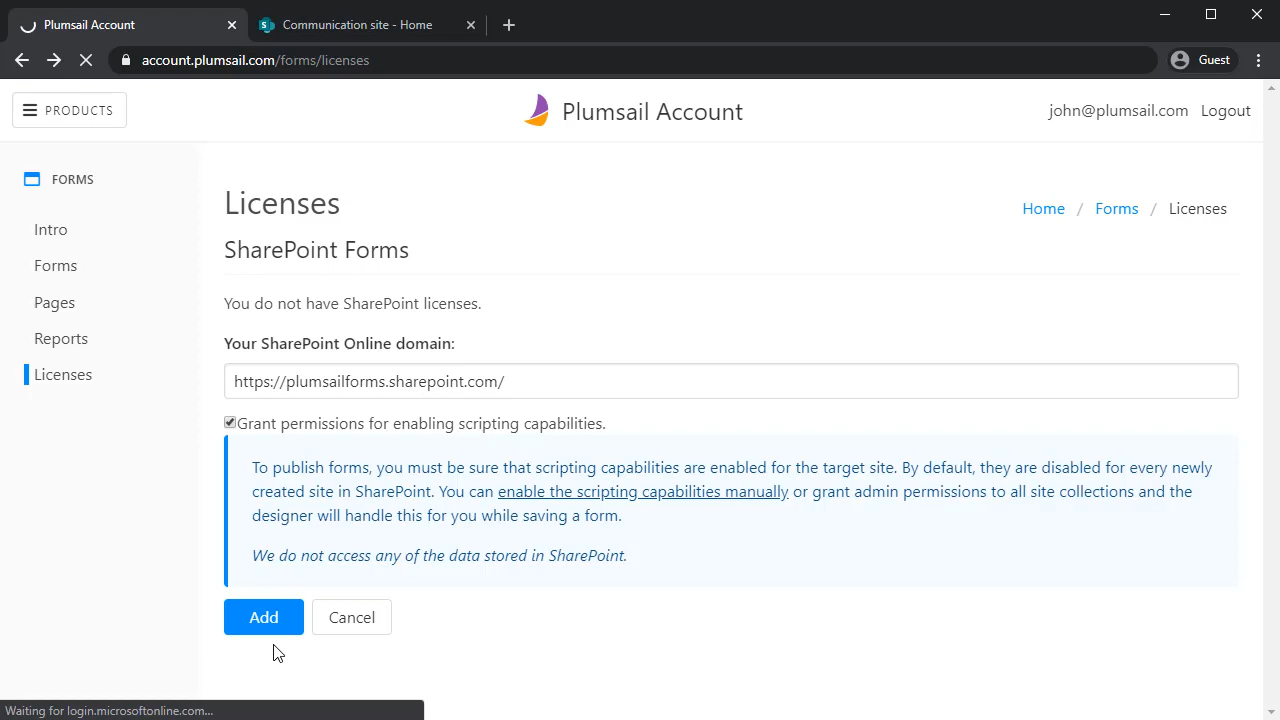 Plumsail Account
Communication site - Home
account.plumsail.com/forms/licenses
Guest
PRODUCTS
Plumsail Account
john@plumsail.com Logout
FORMS
Intro
Forms
Pages
Reports
Licenses
Licenses
Home / Forms / Licenses
SharePoint Forms
You do not have SharePoint licenses.
Your SharePoint Online domain:
https://plumsailforms.sharepoint.com/
Grant permissions for enabling scripting capabilities.
To publish forms, you must be sure that scripting capabilities are enabled for the target site. By default, they are disabled for every newly
created site in SharePoint. You can enable the scripting capabilities manually or grant admin permissions to all site collections and the
designer will handle this for you while saving a form.
We do not access any of the data stored in SharePoint.
Add Cancel
Waiting for login.microsoftonline.com...